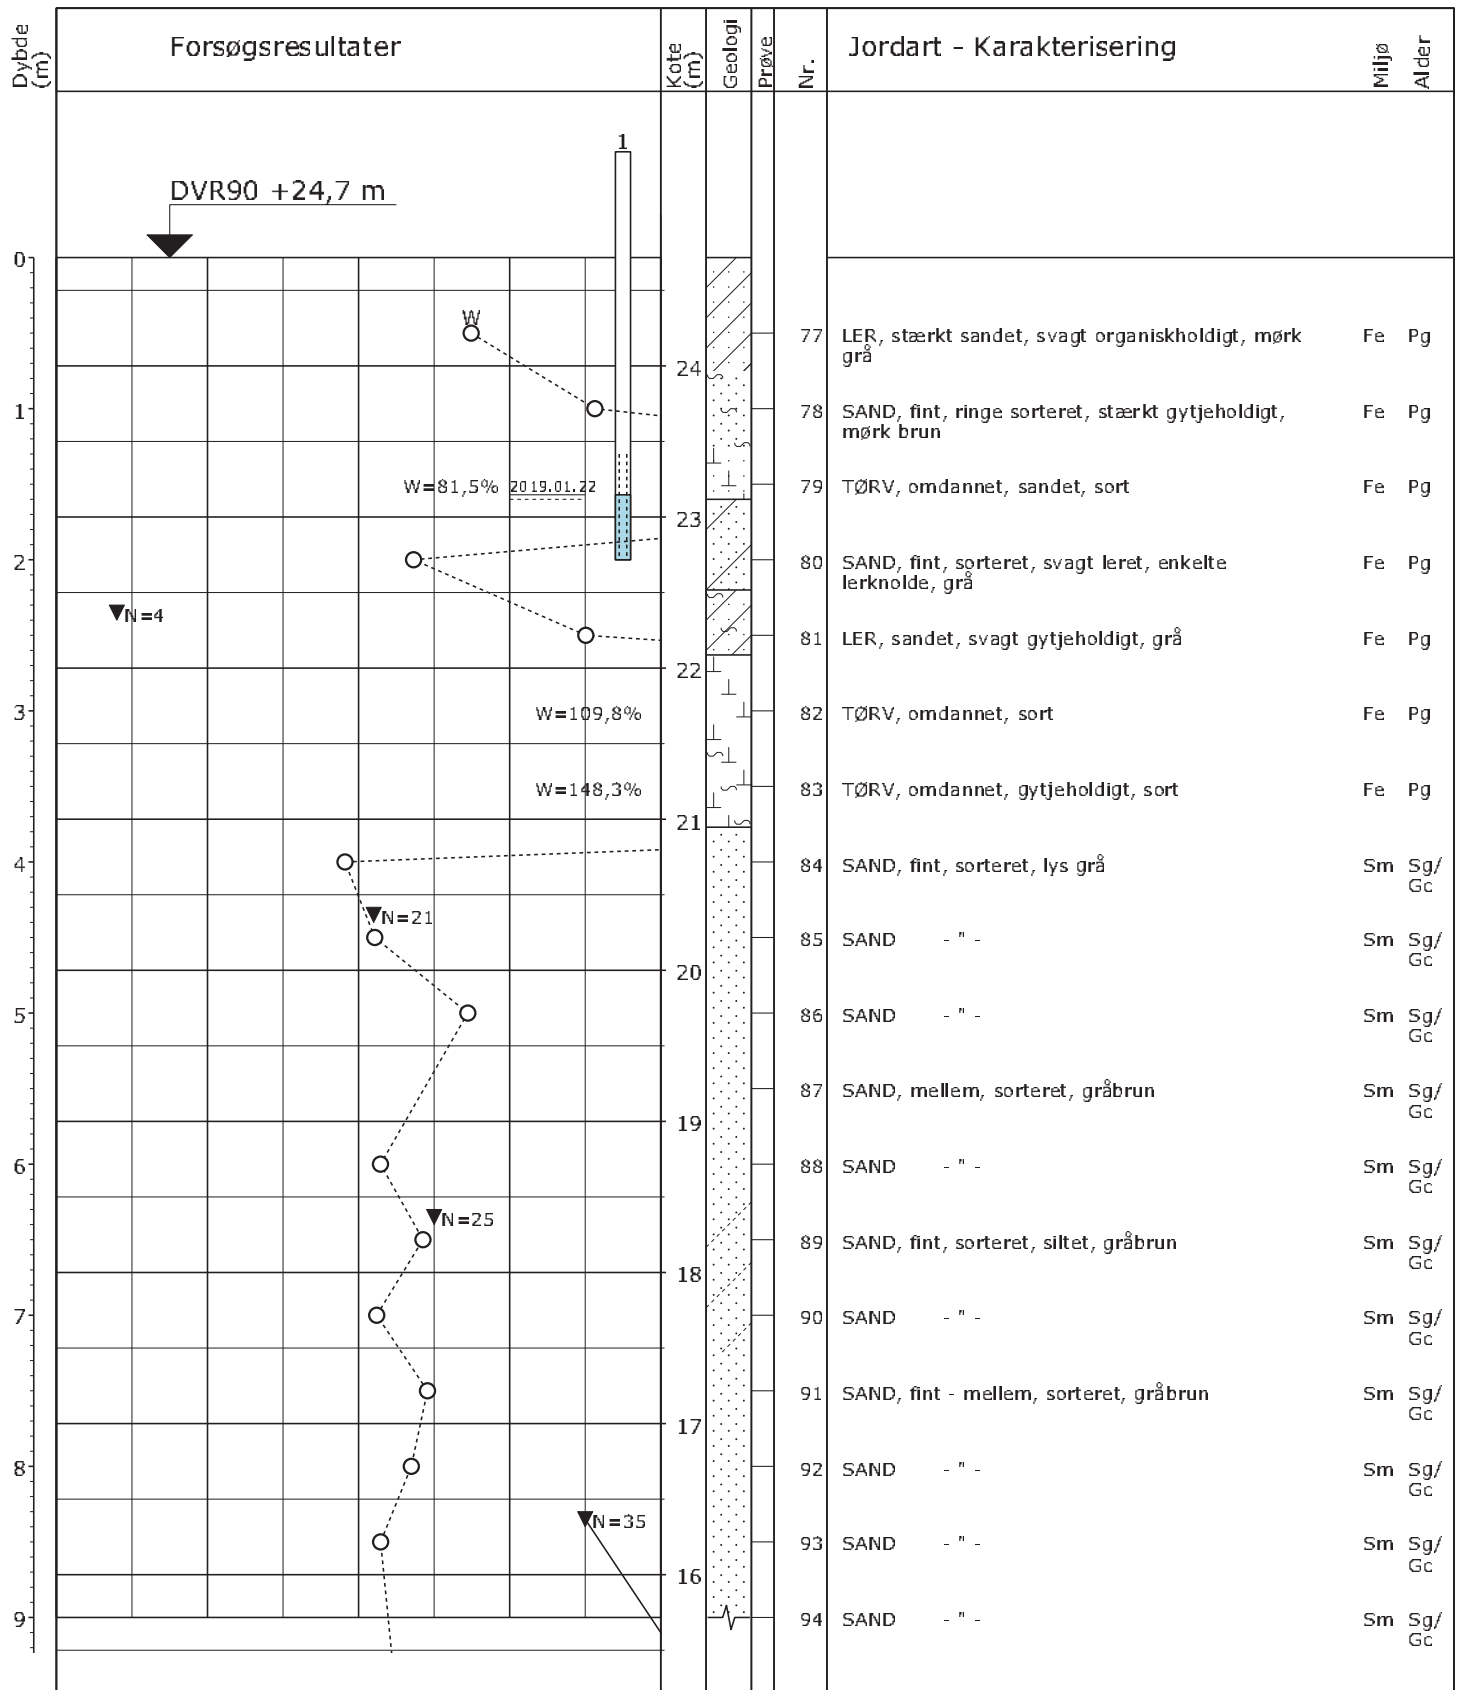 Dybde
(m)
Forsøgsresultater
Kote
(m)
Geologi
Prøve
Nr.
Jordart - Karakterisering
Miljø
Alder
1
DVR90 +24,7 m
0
W
77 LER, stærkt sandet, svagt organiskholdigt, mørk Fe Pg
grå
24
1
78 SAND, fint, ringe sorteret, stærkt gytjeholdigt, Fe Pg
mørk brun
W=81,5% 2019.01.22
79 TØRV, omdannet, sandet, sort Fe Pg
23
2
80 SAND, fint, sorteret, svagt leret, enkelte Fe Pg
lerknolde, grå
N=4
81 LER, sandet, svagt gytjeholdigt, grå Fe Pg
22
3
W=109,8%
82 TØRV, omdannet, sort Fe Pg
W=148,3%
83 TØRV, omdannet, gytjeholdigt, sort Fe Pg
21
4
84 SAND, fint, sorteret, lys grå Sm Sg/
Gc
N=21
85 SAND - " - Sm Sg/
Gc
20
5
86 SAND - " - Sm Sg/
Gc
87 SAND, mellem, sorteret, gråbrun Sm Sg/
Gc
19
6
88 SAND - " - Sm Sg/
Gc
N=25
89 SAND, fint, sorteret, siltet, gråbrun Sm Sg/
Gc
18
7
90 SAND - " - Sm Sg/
Gc
91 SAND, fint - mellem, sorteret, gråbrun Sm Sg/
Gc
17
8
92 SAND - " - Sm Sg/
Gc
N=35
93 SAND - " - Sm Sg/
Gc
16
9
94 SAND - " - Sm Sg/
Gc